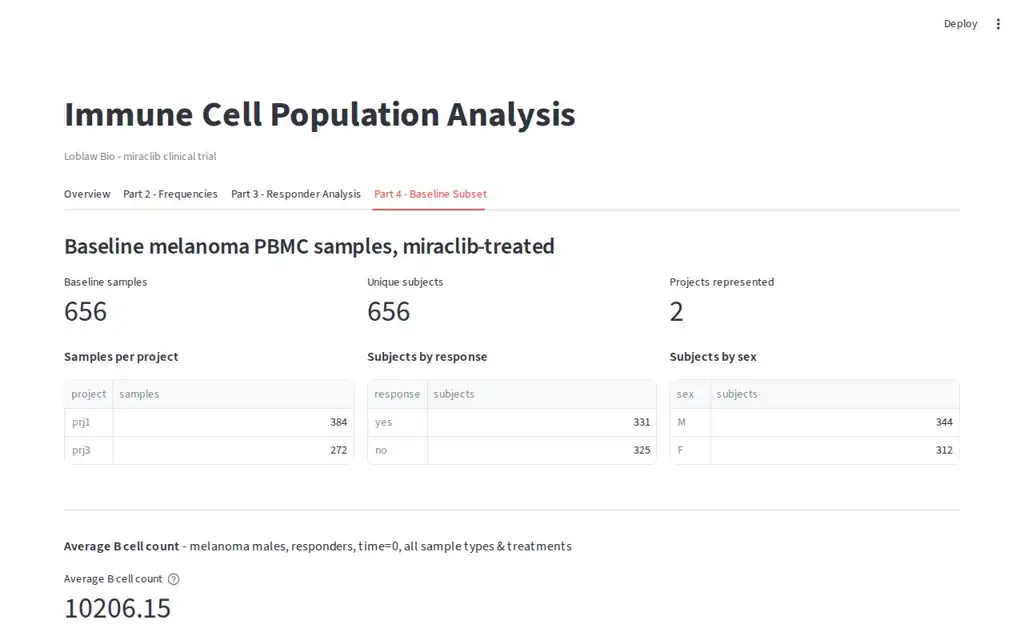 Deploy
Immune Cell Population Analysis
Loblaw Bio - miraclib clinical trial
Overview Part 2 - Frequencies Part 3 - Responder Analysis Part 4 - Baseline Subset
Baseline melanoma PBMC samples, miraclib-treated
Baseline samples Unique subjects Projects represented
656 656 2
Samples per project Subjects by response Subjects by sex
project samples response subjects sex subjects
prj1 384 yes 331 M 344
prj3 272 no 325 F 312
Average B cell count - melanoma males, responders, time=0, all sample types & treatments
Average B cell count ?
10206.15